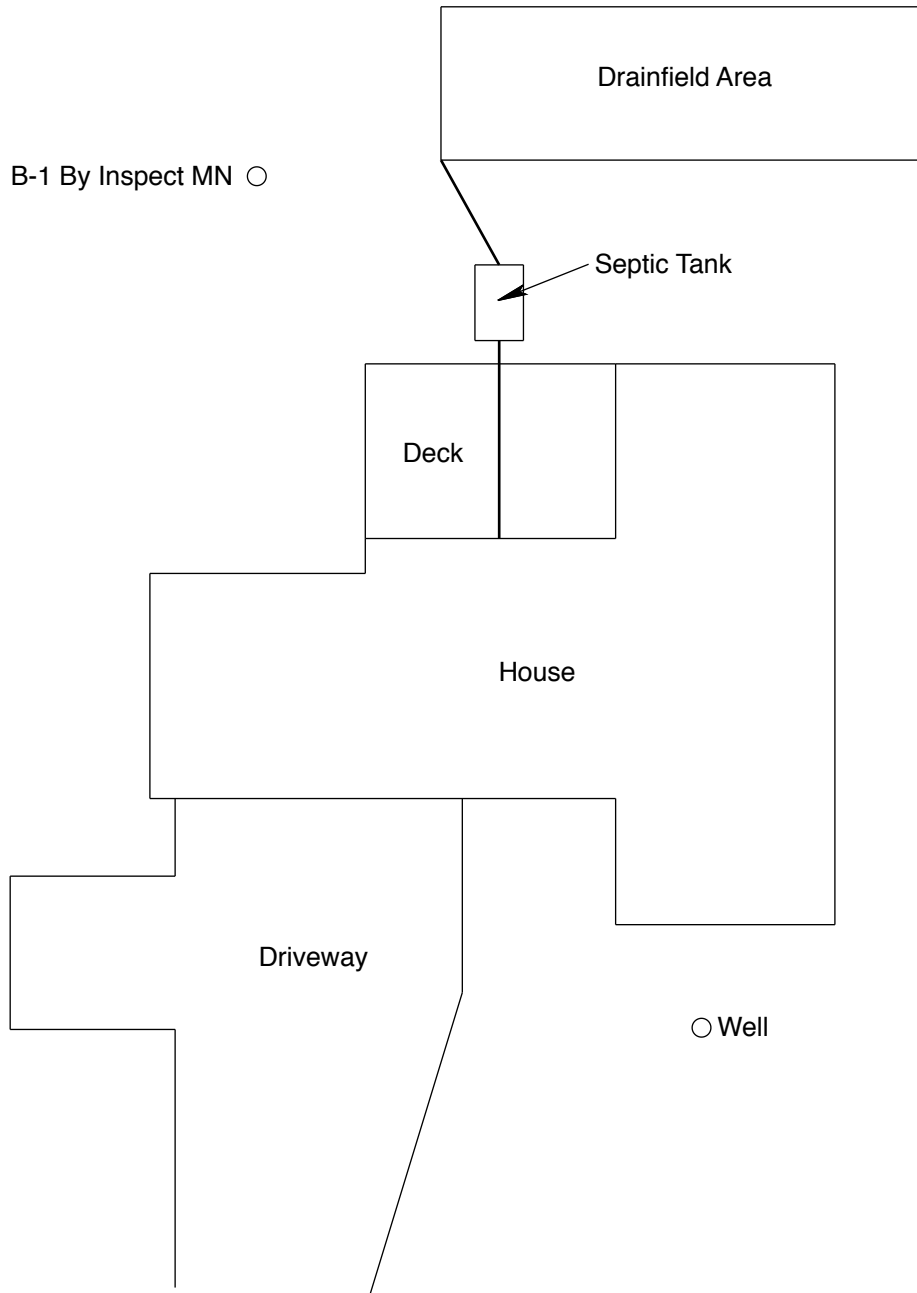 Drainfield Area
B-1 By Inspect MN
Septic Tank
Deck
House
Driveway
Well